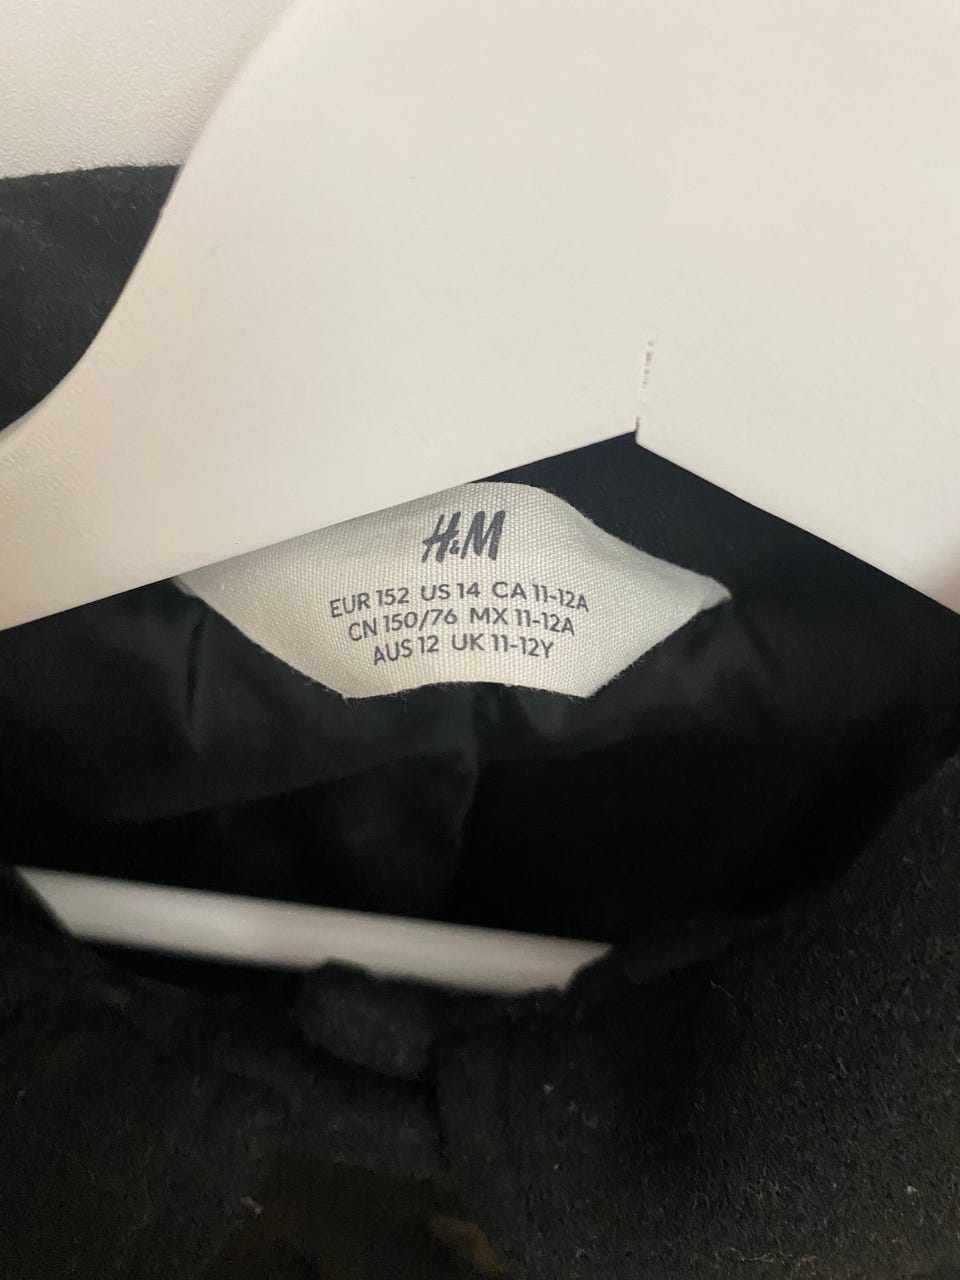 H&M
EUR 152 US 14 CA 11-12A
CN 150/76 MX 11-12A
AUS 12 UK 11-12Y